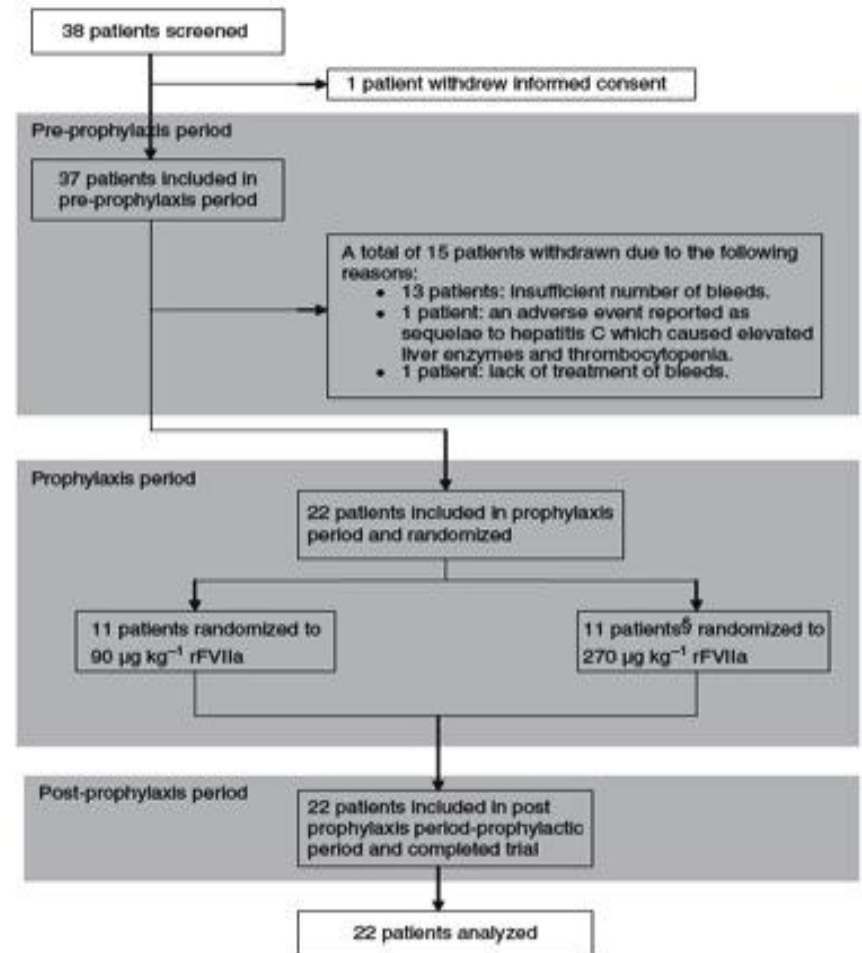 38 patients screened
1 patient withdrew informed consent
Pre-prophylaxis period
37 patients included in
pre-prophylaxis period
A total of 15 patients withdrawn due to the following
reasons:
• 13 patients: insufficient number of bleeds.
• 1 patient: an adverse event reported as
sequelae to hepatitis C which caused elevated
liver enzymes and thrombocytopenia.
• 1 patient: lack of treatment of bleeds.
Prophylaxis period
22 patients included in prophylaxis
period and randomized
11 patients randomized to
90 µg kg⁻¹ rFVIIa
11 patients§ randomized to
270 µg kg⁻¹ rFVIIa
Post-prophylaxis period
22 patients included in post
prophylaxis period-prophylactic
period and completed trial
22 patients analyzed